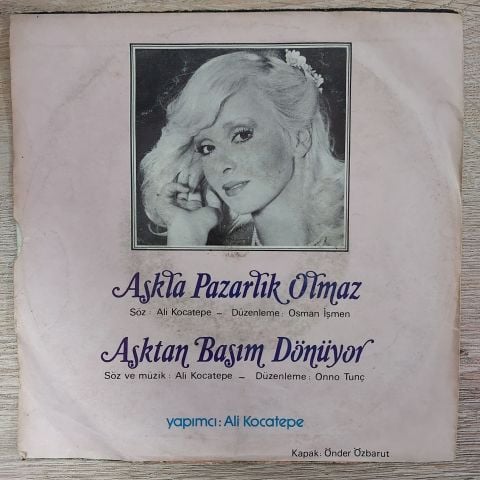 Aşkla Pazarlık Olmaz
Söz : Ali Kocatepe – Düzenleme : Osman İşmen
Aşktan Başım Dönüyor
Söz ve müzik : Ali Kocatepe – Düzenleme : Onno Tunç
yapımcı: Ali Kocatepe
Kapak: Önder Özbarut